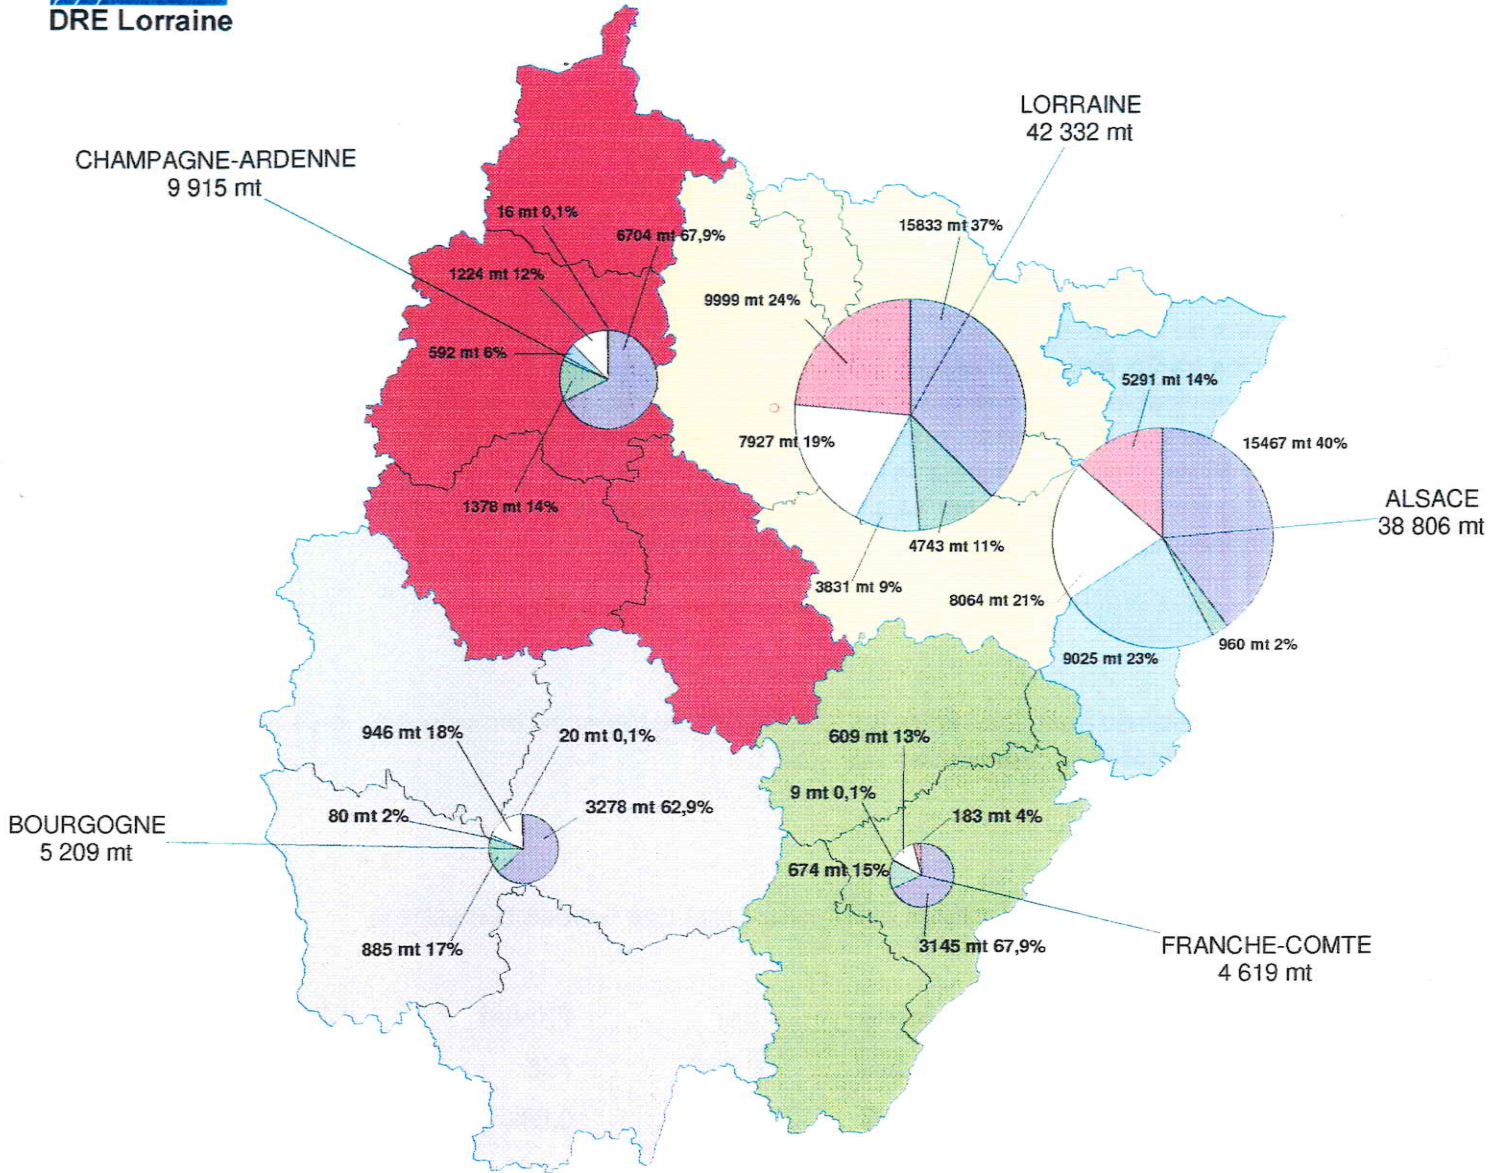 DRE Lorraine
LORRAINE
42 332 mt
CHAMPAGNE-ARDENNE
9 915 mt
16 mt 0,1%
6704 mt 67,9%
15833 mt 37%
1224 mt 12%
9999 mt 24%
592 mt 6%
5291 mt 14%
7927 mt 19%
15467 mt 40%
ALSACE
38 806 mt
1378 mt 14%
4743 mt 11%
3831 mt 9%
8064 mt 21%
960 mt 2%
9025 mt 23%
946 mt 18%
20 mt 0,1%
609 mt 13%
9 mt 0,1%
3278 mt 62,9%
183 mt 4%
80 mt 2%
BOURGOGNE
5 209 mt
674 mt 15%
885 mt 17%
3145 mt 67,9%
FRANCHE-COMTE
4 619 mt